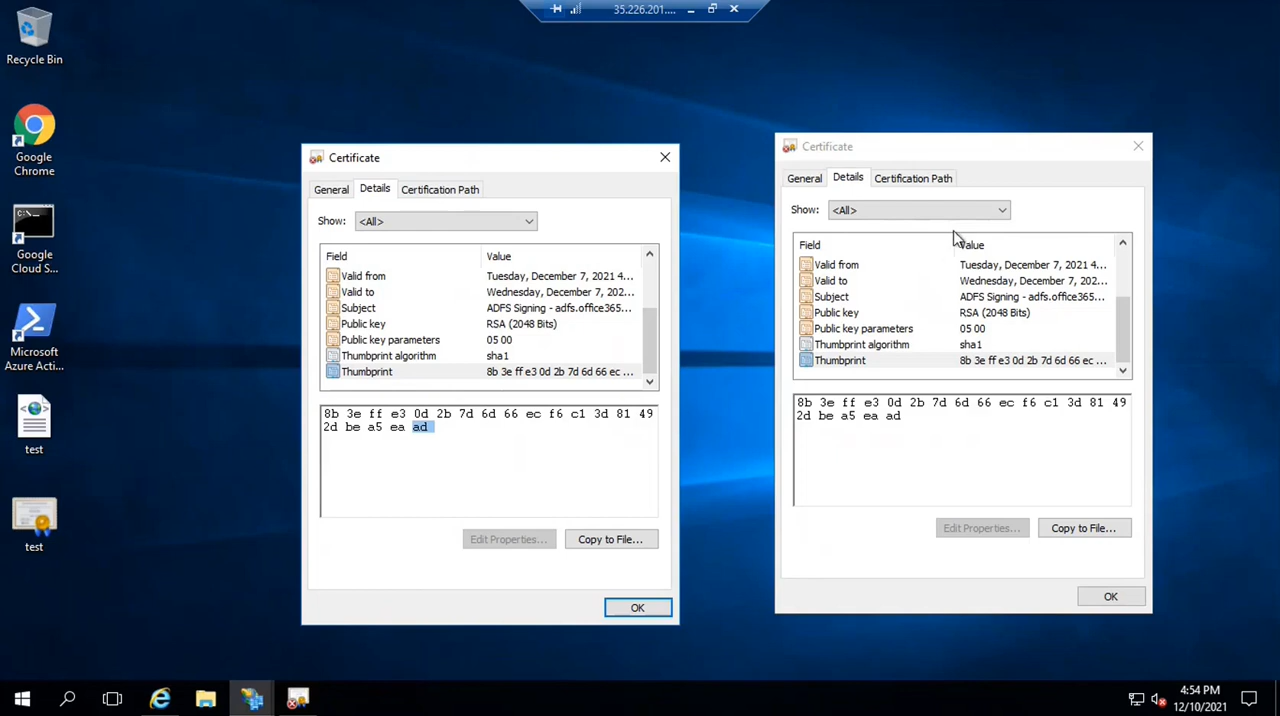 35.226.201....
Recycle Bin
Google
Chrome
Google
Cloud S...
Microsoft
Azure Acti...
test
test
Certificate
General Details Certification Path
Show: <All>
Field Value
Valid from Tuesday, December 7, 2021 4...
Valid to Wednesday, December 7, 202...
Subject ADFS Signing - adfs.office365...
Public key RSA (2048 Bits)
Public key parameters 05 00
Thumbprint algorithm sha1
Thumbprint 8b 3e ff e3 0d 2b 7d 6d 66 ec ...
8b 3e ff e3 0d 2b 7d 6d 66 ec f6 c1 3d 81 49
2d be a5 ea ad
Edit Properties... Copy to File...
OK
Certificate
General Details Certification Path
Show: <All>
Field Value
Valid from Tuesday, December 7, 2021 4...
Valid to Wednesday, December 7, 202...
Subject ADFS Signing - adfs.office365...
Public key RSA (2048 Bits)
Public key parameters 05 00
Thumbprint algorithm sha1
Thumbprint 8b 3e ff e3 0d 2b 7d 6d 66 ec ...
8b 3e ff e3 0d 2b 7d 6d 66 ec f6 c1 3d 81 49
2d be a5 ea ad
Edit Properties... Copy to File...
OK
4:54 PM
12/10/2021